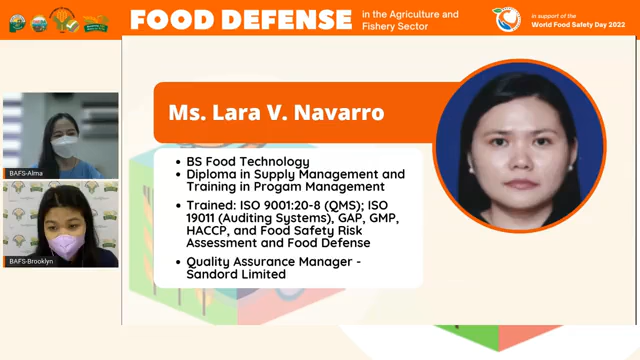 FOOD DEFENSE
in the Agriculture and
Fishery Sector
in support of the
World Food Safety Day 2022
Ms. Lara V. Navarro
• BS Food Technology
• Diploma in Supply Management and
Training in Progam Management
• Trained: ISO 9001:20-8 (QMS); ISO
19011 (Auditing Systems), GAP, GMP,
HACCP, and Food Safety Risk
Assessment and Food Defense
• Quality Assurance Manager -
Sandord Limited
BAFS-Alma
BAFS-Brooklyn